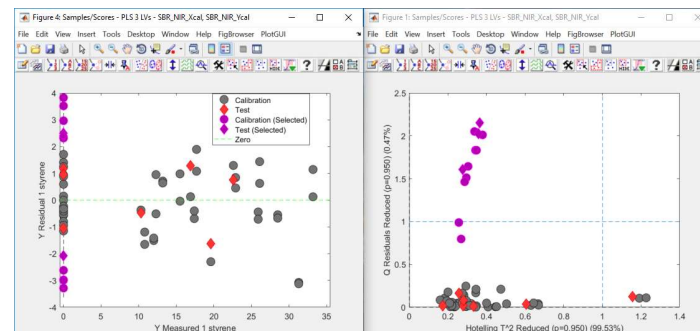 Figure 4: Samples/Scores - PLS 3 LVs - SBR_NIR_Xcal, SBR_NIR_Ycal
File Edit View Insert Tools Desktop Window Help FigBrowser PlotGUI
4
3
2
1
0
-1
-2
-3
-4
Y Residual 1 styrene
Calibration
Test
Calibration (Selected)
Test (Selected)
Zero
0 5 10 15 20 25 30 35
Y Measured 1 styrene
Figure 1: Samples/Scores - PLS 3 LVs - SBR_NIR_Xcal, SBR_NIR_Ycal
File Edit View Insert Tools Desktop Window Help FigBrowser PlotGUI
HIDE
2.5
2
1.5
1
0.5
0
Q Residuals Reduced (p=0.950) (0.47%)
0 0.2 0.4 0.6 0.8 1 1.2 1.4
Hotelling T^2 Reduced (p=0.950) (99.53%)